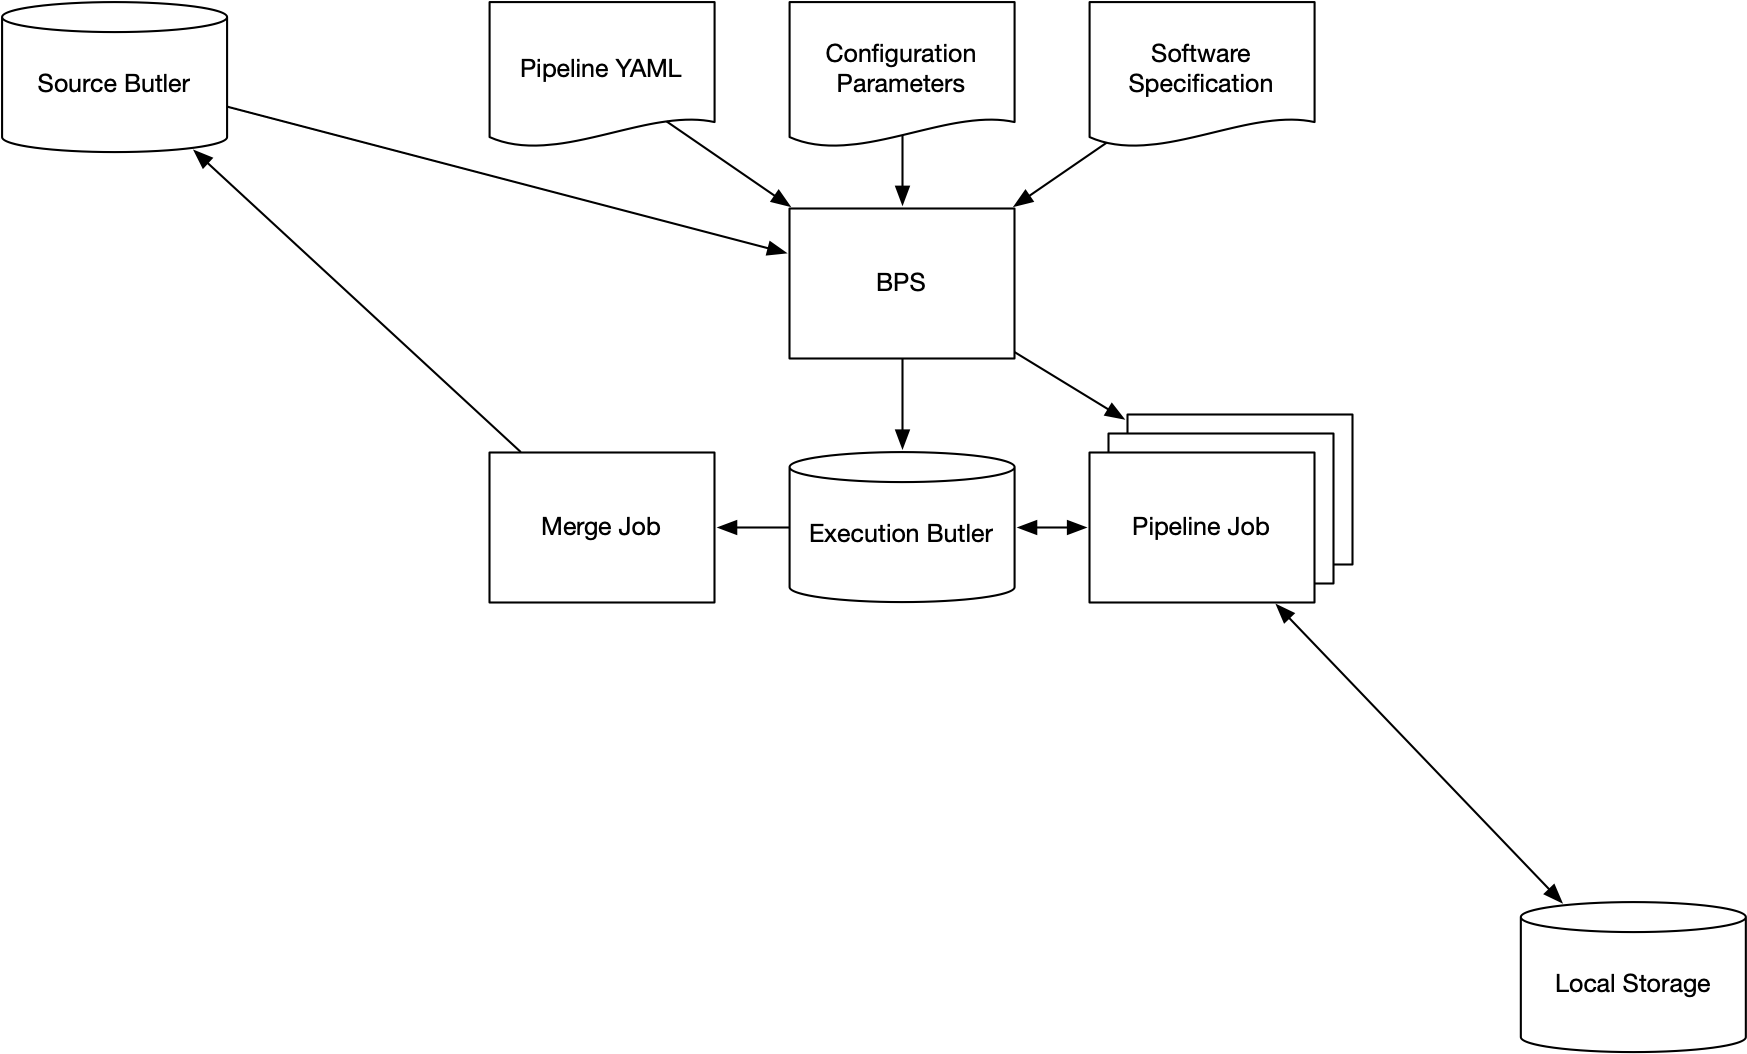 Source Butler
Pipeline YAML
Configuration
Parameters
Software
Specification
BPS
Merge Job
Execution Butler
Pipeline Job
Local Storage